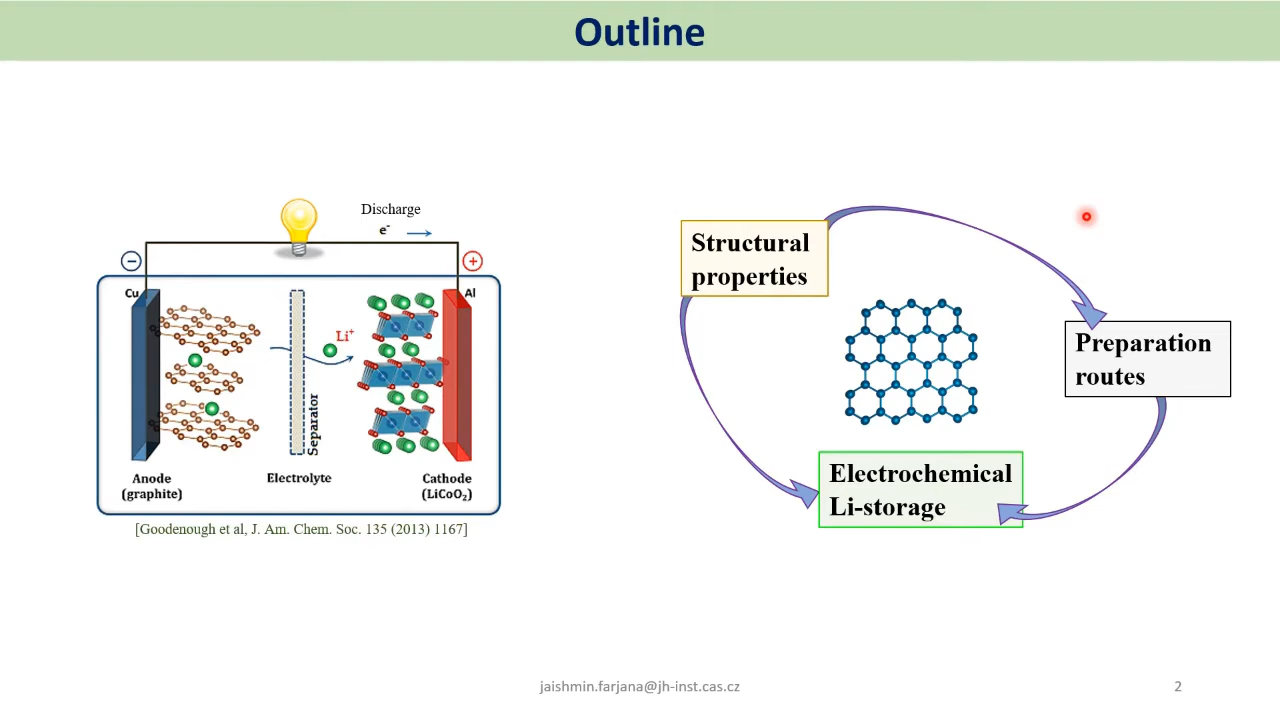 Outline
Discharge
e-
−
+
Cu
Al
Li+
Separator
Anode
(graphite)
Electrolyte
Cathode
(LiCoO2)
[Goodenough et al, J. Am. Chem. Soc. 135 (2013) 1167]
Structural
properties
Preparation
routes
Electrochemical
Li-storage
jaishmin.farjana@jh-inst.cas.cz
2